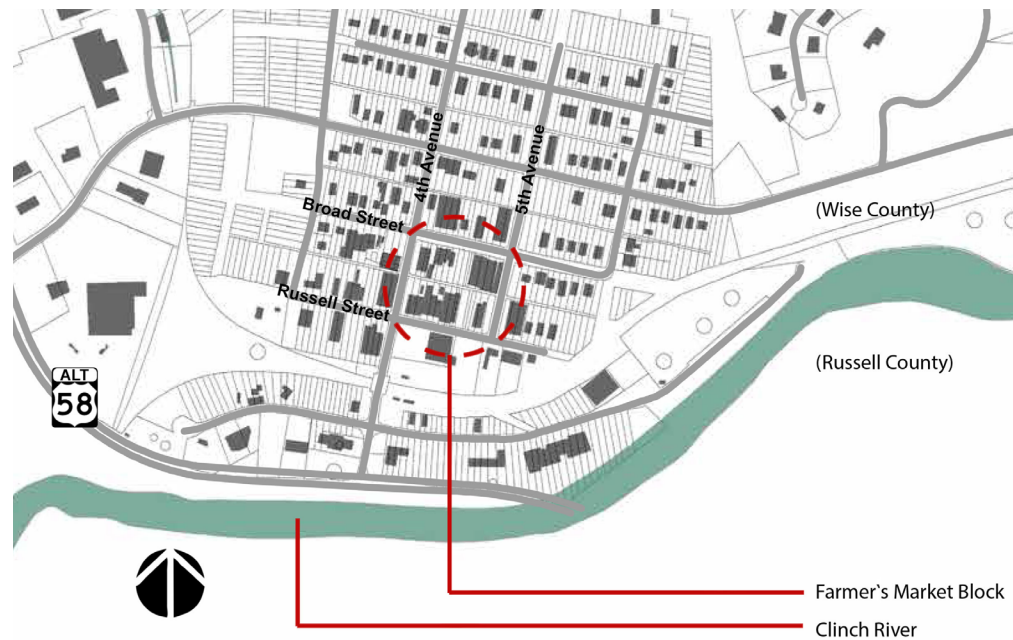 4th Avenue
5th Avenue
Broad Street
(Wise County)
Russell Street
(Russell County)
ALT
58
Farmer`s Market Block
Clinch River